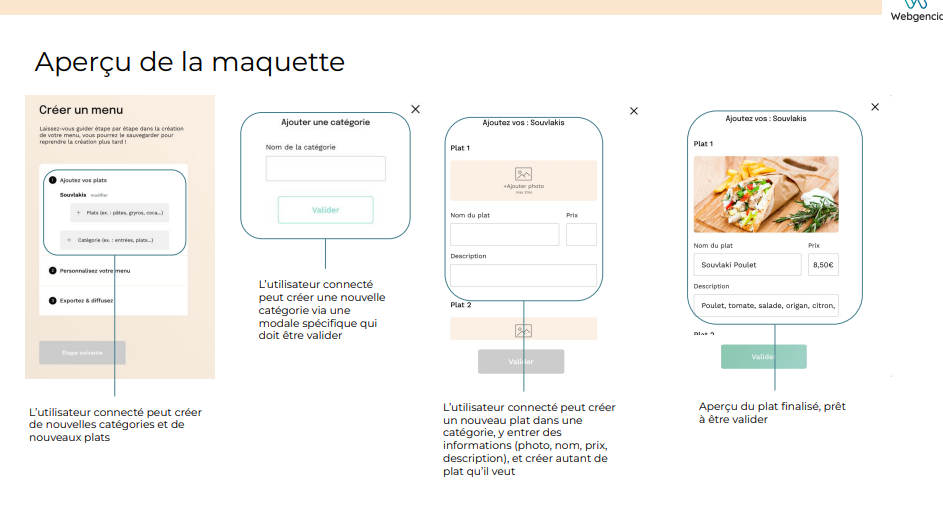 Webgencia
Aperçu de la maquette
Créer un menu
Laissez-vous guider étape par étape dans la création
de votre menu, vous pourrez le sauvegarder pour
reprendre la création plus tard !
1 Ajoutez vos plats
Souvlakis modifier
+ Plats (ex. : pâtes, gryros, coca...)
+ Catégorie (ex. : entrées, plats...)
2 Personnalisez votre menu
3 Exportez & diffusez
Étape suivante
L’utilisateur connecté peut créer
de nouvelles catégories et de
nouveaux plats
Ajouter une catégorie
Nom de la catégorie
Valider
L’utilisateur connecté
peut créer une nouvelle
catégorie via une
modale spécifique qui
doit être valider
Ajoutez vos : Souvlakis
Plat 1
+Ajouter photo
Nom du plat Prix
Description
Plat 2
Valider
L’utilisateur connecté peut créer
un nouveau plat dans une
catégorie, y entrer des
informations (photo, nom, prix,
description), et créer autant de
plat qu’il veut
Ajoutez vos : Souvlakis
Plat 1
Nom du plat Prix
Souvlaki Poulet 8,50€
Description
Poulet, tomate, salade, origan, citron,
Plat 2
Valider
Aperçu du plat finalisé, prêt
à être valider